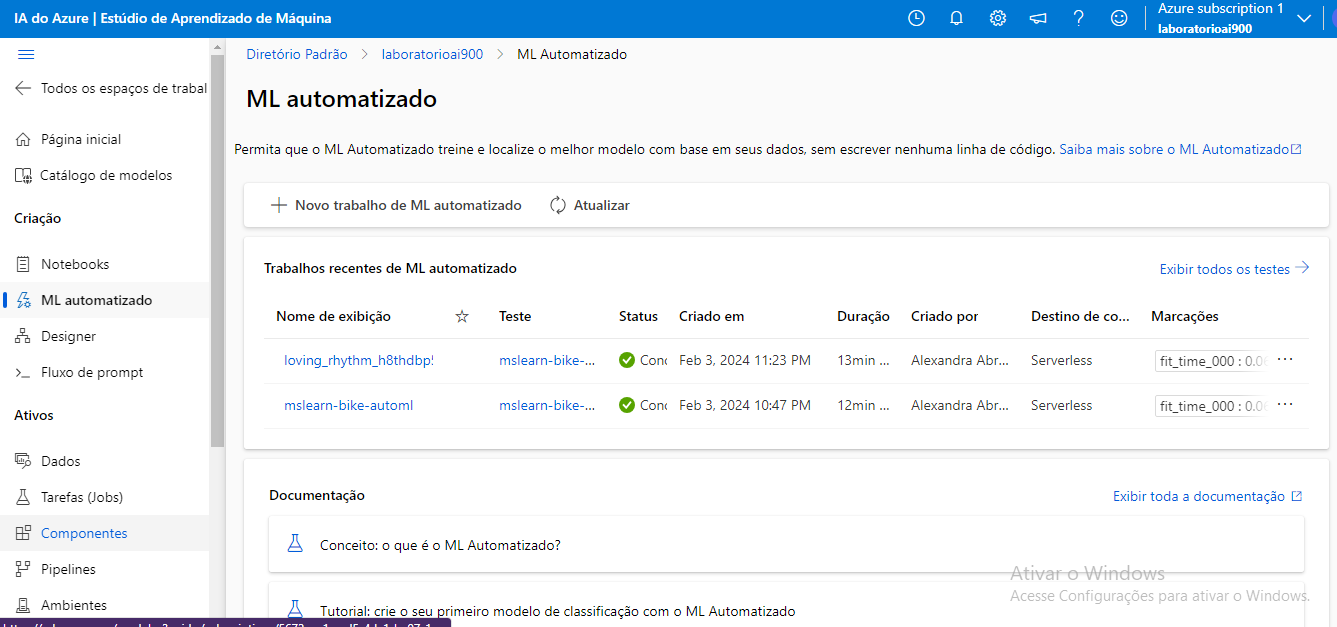 IA do Azure | Estúdio de Aprendizado de Máquina
Azure subscription 1
laboratorioai900
Todos os espaços de trabal
Página inicial
Catálogo de modelos
Criação
Notebooks
ML automatizado
Designer
Fluxo de prompt
Ativos
Dados
Tarefas (Jobs)
Componentes
Pipelines
Ambientes
Diretório Padrão > laboratorioai900 > ML Automatizado
ML automatizado
Permita que o ML Automatizado treine e localize o melhor modelo com base em seus dados, sem escrever nenhuma linha de código. Saiba mais sobre o ML Automatizado
Novo trabalho de ML automatizado Atualizar
Trabalhos recentes de ML automatizado Exibir todos os testes
Nome de exibição Teste Status Criado em Duração Criado por Destino de co... Marcações
loving_rhythm_h8thdbp! mslearn-bike-... Conc Feb 3, 2024 11:23 PM 13min ... Alexandra Abr... Serverless fit_time_000 : 0.06 ...
mslearn-bike-automl mslearn-bike-... Conc Feb 3, 2024 10:47 PM 12min ... Alexandra Abr... Serverless fit_time_000 : 0.06 ...
Documentação Exibir toda a documentação
Conceito: o que é o ML Automatizado?
Tutorial: crie o seu primeiro modelo de classificação com o ML Automatizado
Ativar o Windows
Acesse Configurações para ativar o Windows.